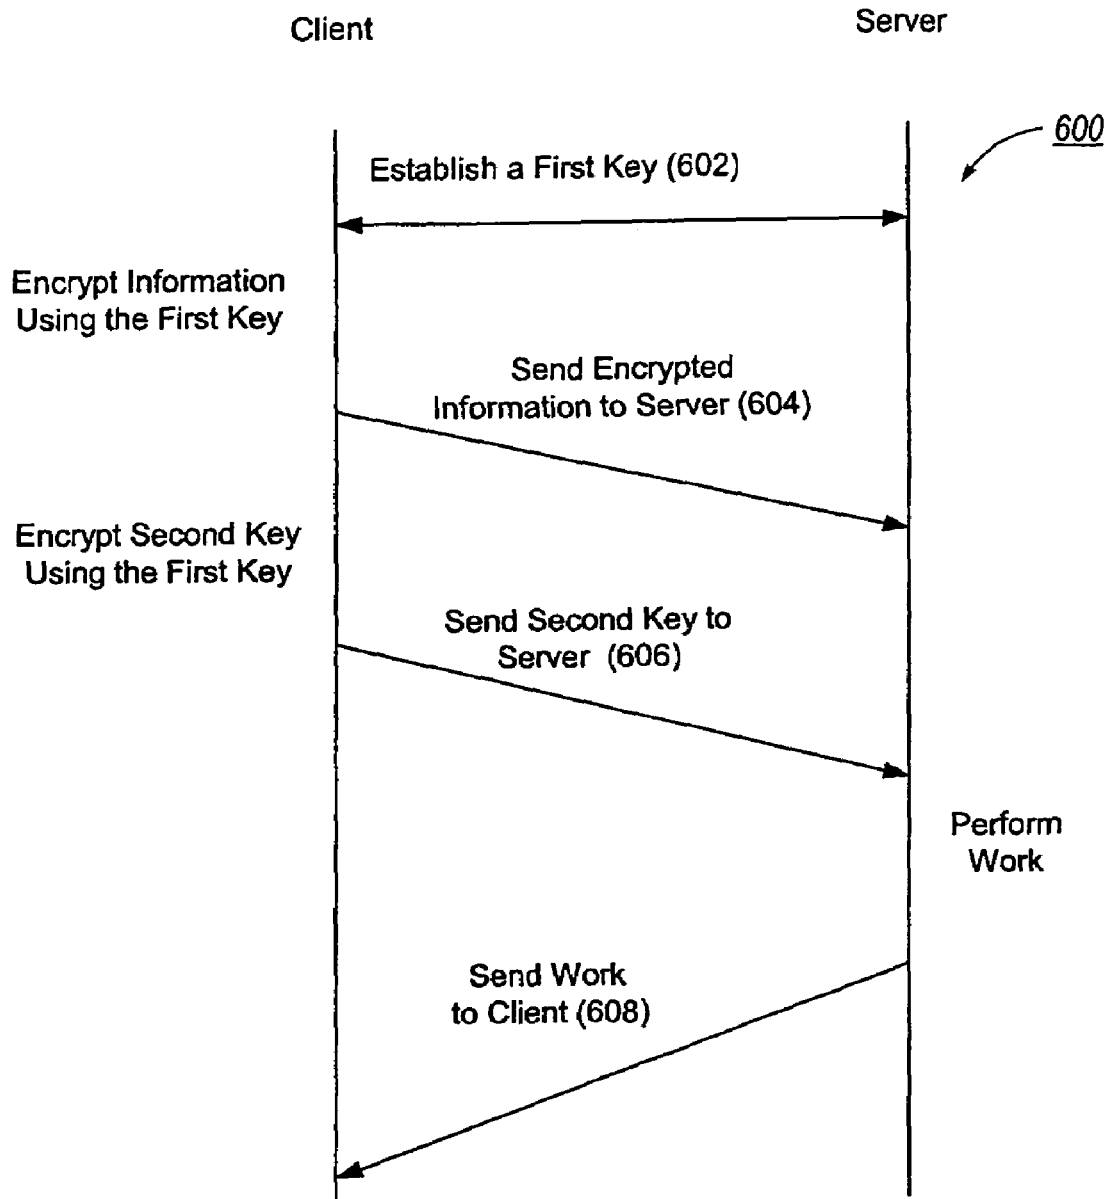 Client
Server
600
Establish a First Key (602)
Encrypt Information
Using the First Key
Send Encrypted
Information to Server (604)
Encrypt Second Key
Using the First Key
Send Second Key to
Server (606)
Perform
Work
Send Work
to Client (608)